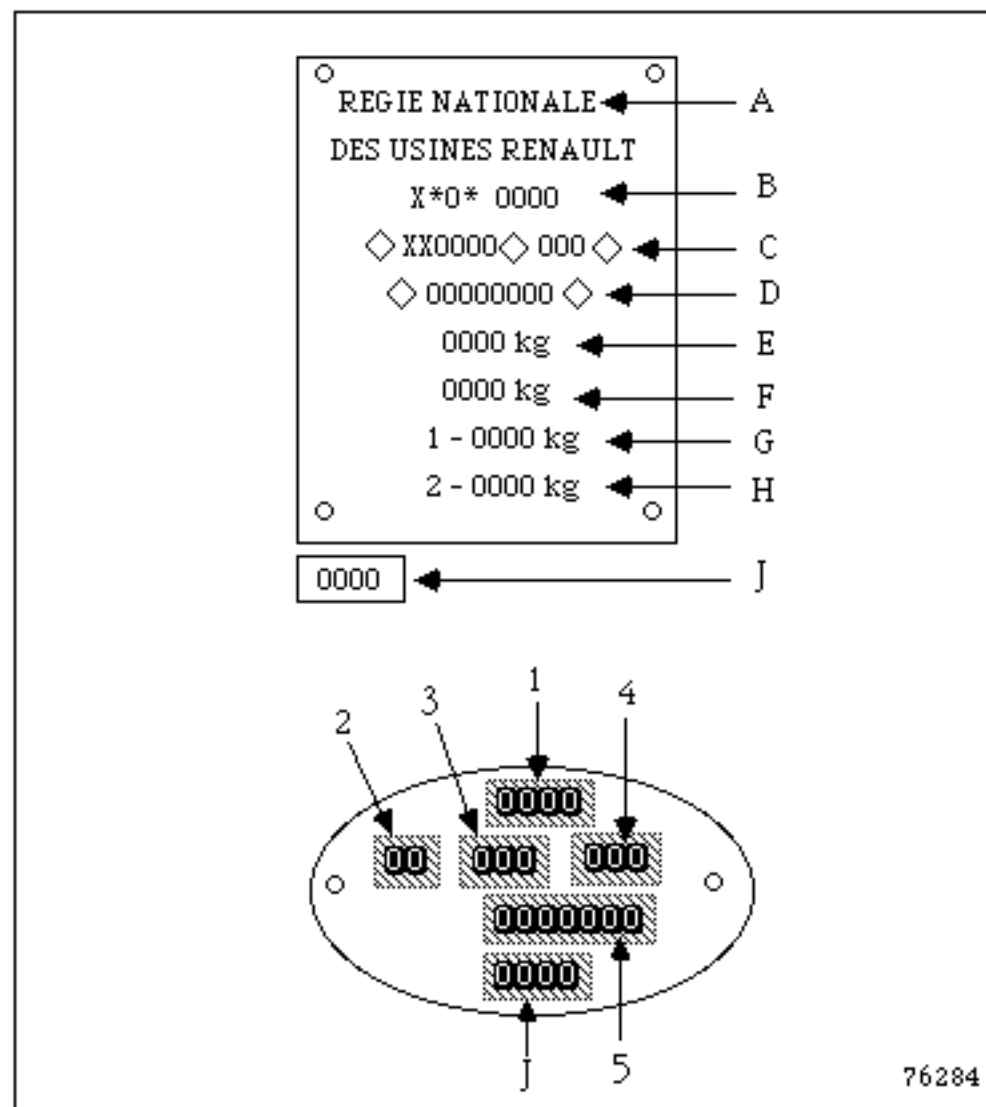 REGIE NATIONALE A
DES USINES RENAULT
X*0* 0000 B
◇ XX0000 ◇ 000 ◇ C
◇ 00000000 ◇ D
0000 kg E
0000 kg F
1 - 0000 kg G
2 - 0000 kg H
0000 J
1
2 3 4
0000
00 000 000
0000000
0000
J 5
76284